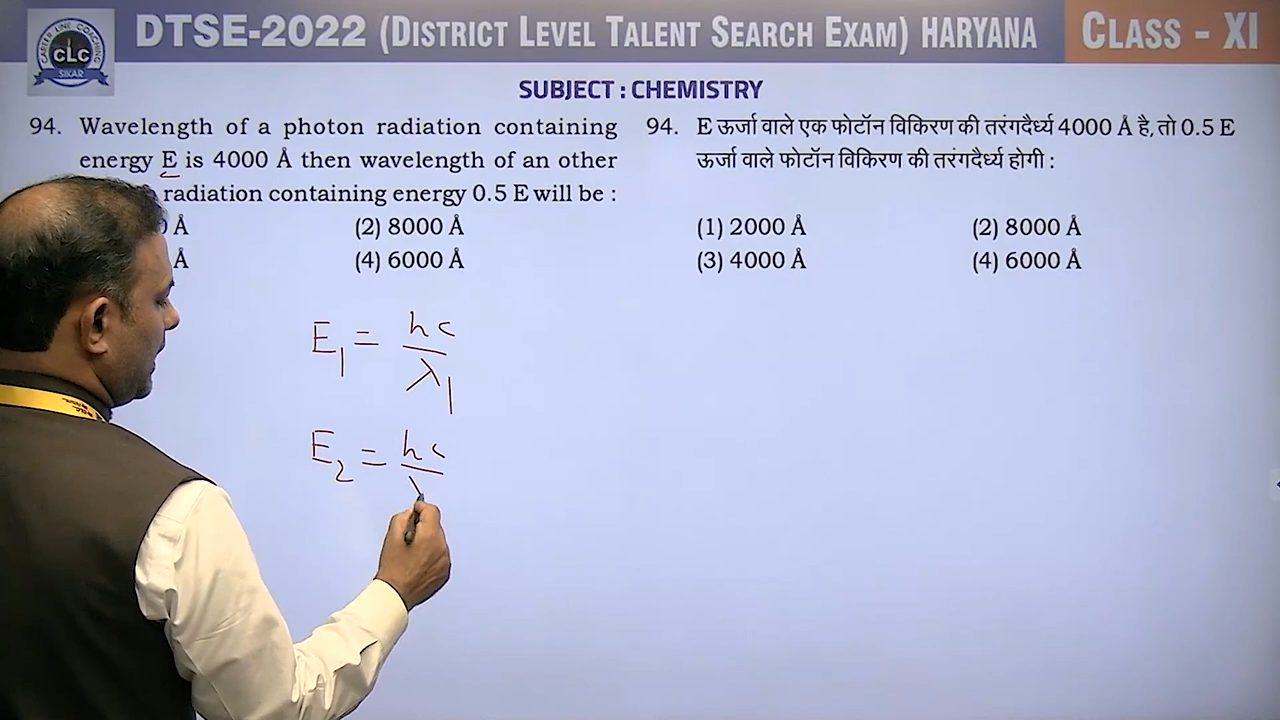 CAREER LINE COACHING
CLC
SIKAR
DTSE-2022 (DISTRICT LEVEL TALENT SEARCH EXAM) HARYANA
CLASS - XI
SUBJECT : CHEMISTRY
94. Wavelength of a photon radiation containing
energy E is 4000 Å then wavelength of an other
radiation containing energy 0.5 E will be :
Å (2) 8000 Å
Å (4) 6000 Å
94. E ऊर्जा वाले एक फोटॉन विकिरण की तरंगदैर्ध्य 4000 Å है, तो 0.5 E
ऊर्जा वाले फोटॉन विकिरण की तरंगदैर्ध्य होगी :
(1) 2000 Å (2) 8000 Å
(3) 4000 Å (4) 6000 Å
E₁ = hc
λ₁
E₂ = hc